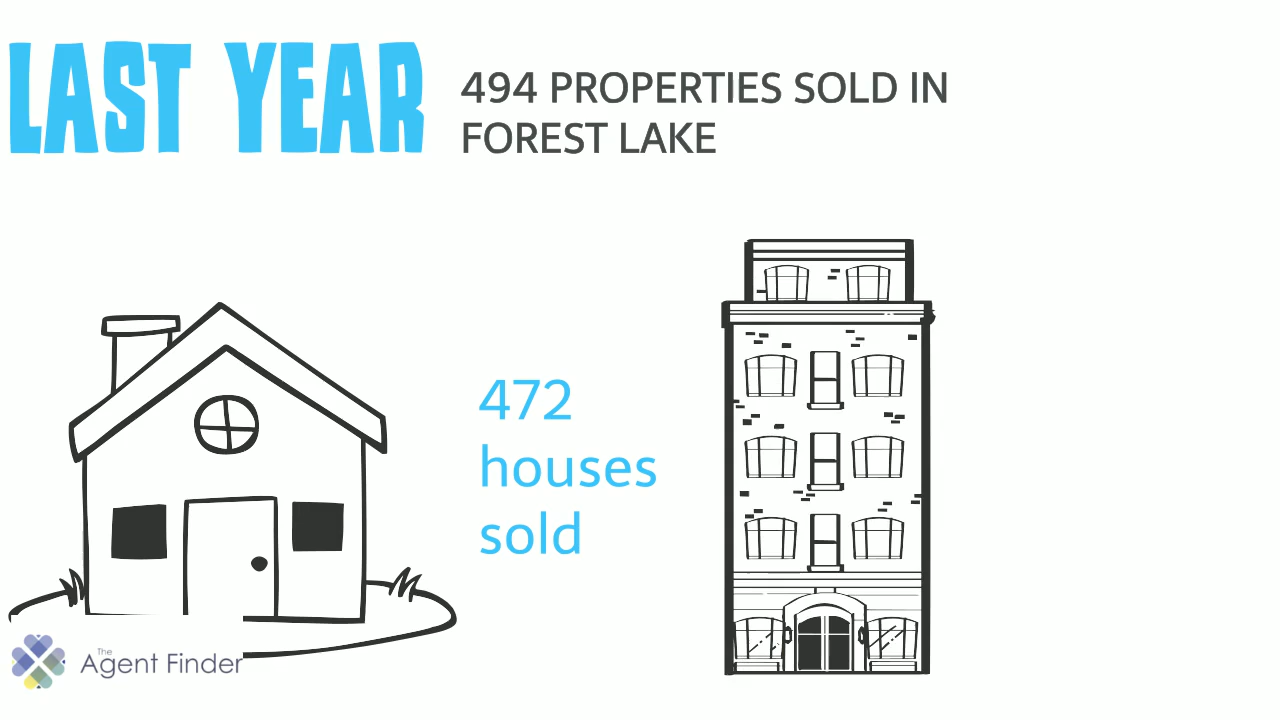 LAST YEAR
494 PROPERTIES SOLD IN
FOREST LAKE
472
houses
sold
The
Agent Finder